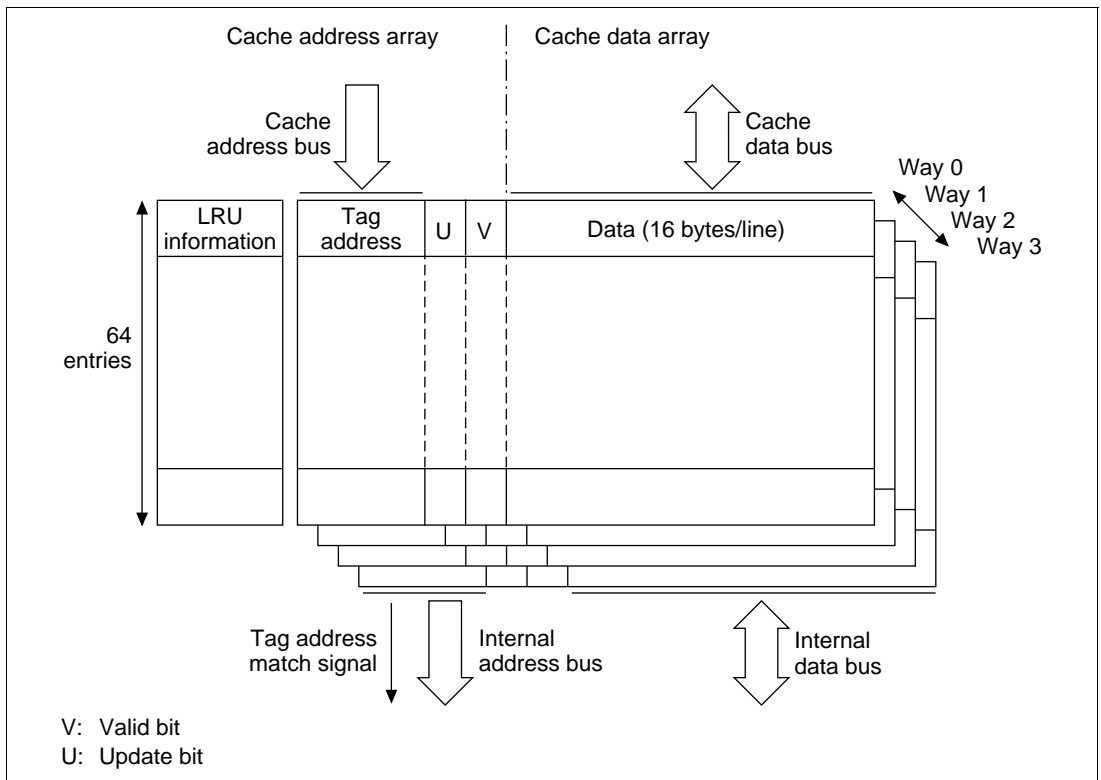 Cache address array
Cache data array
Cache
address bus
Cache
data bus
Way 0
Way 1
Way 2
Way 3
LRU
information
Tag
address
U
V
Data (16 bytes/line)
64
entries
Tag address
match signal
Internal
address bus
Internal
data bus
V: Valid bit
U: Update bit